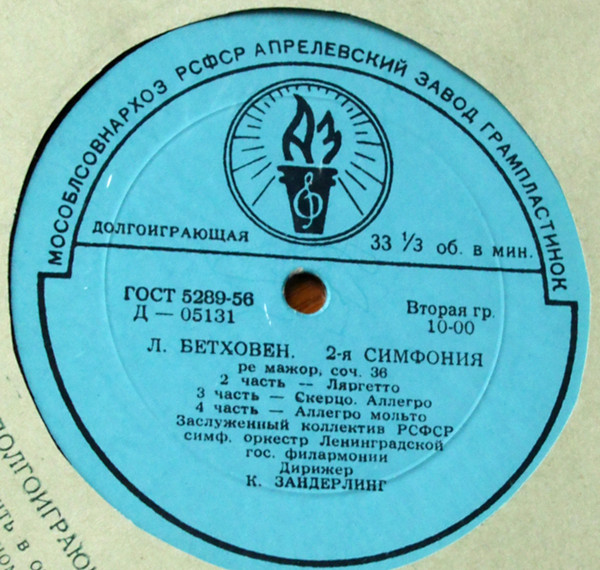 МОСОБЛСОВНАРХОЗ РСФСР АПРЕЛЕВСКИЙ ЗАВОД ГРАМПЛАСТИНОК
АЗ
ДОЛГОИГРАЮЩАЯ
33 1/3 об. в мин.
ГОСТ 5289-56
Д — 05131
Вторая гр.
10-00
Л. БЕТХОВЕН. 2-я СИМФОНИЯ
ре мажор, соч. 36
2 часть — Ляргетто
3 часть — Скерцо. Аллегро
4 часть — Аллегро мольто
Заслуженный коллектив РСФСР
симф. оркестр Ленинградской
гос. филармонии
Дирижер
К. ЗАНДЕРЛИНГ